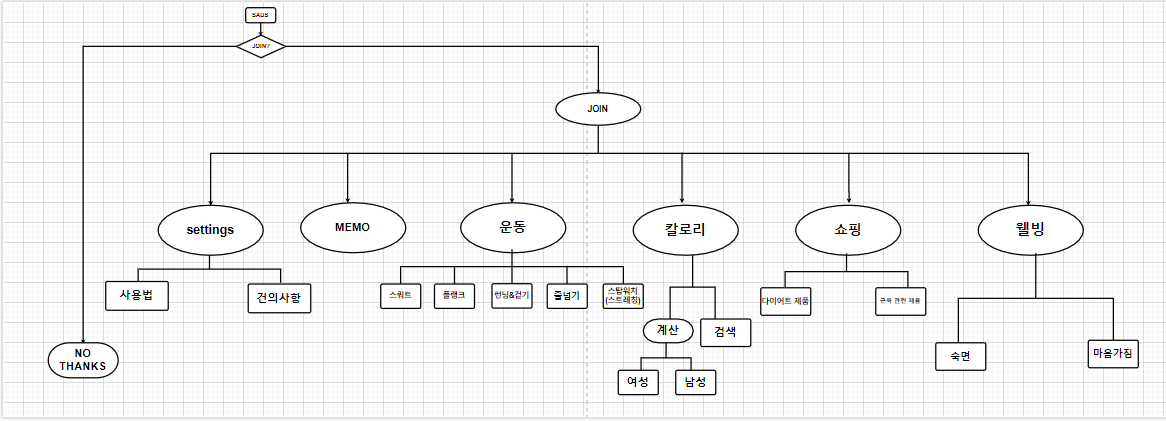 SAUS
JOIN?
JOIN
settings
MEMO
운동
칼로리
쇼핑
웰빙
사용법
건의사항
스쿼트
플랭크
런닝&걷기
줄넘기
스탑워치
(스트레칭)
다이어트 제품
근육 관련 제품
계산
검색
숙면
마음가짐
NO
THANKS
여성
남성